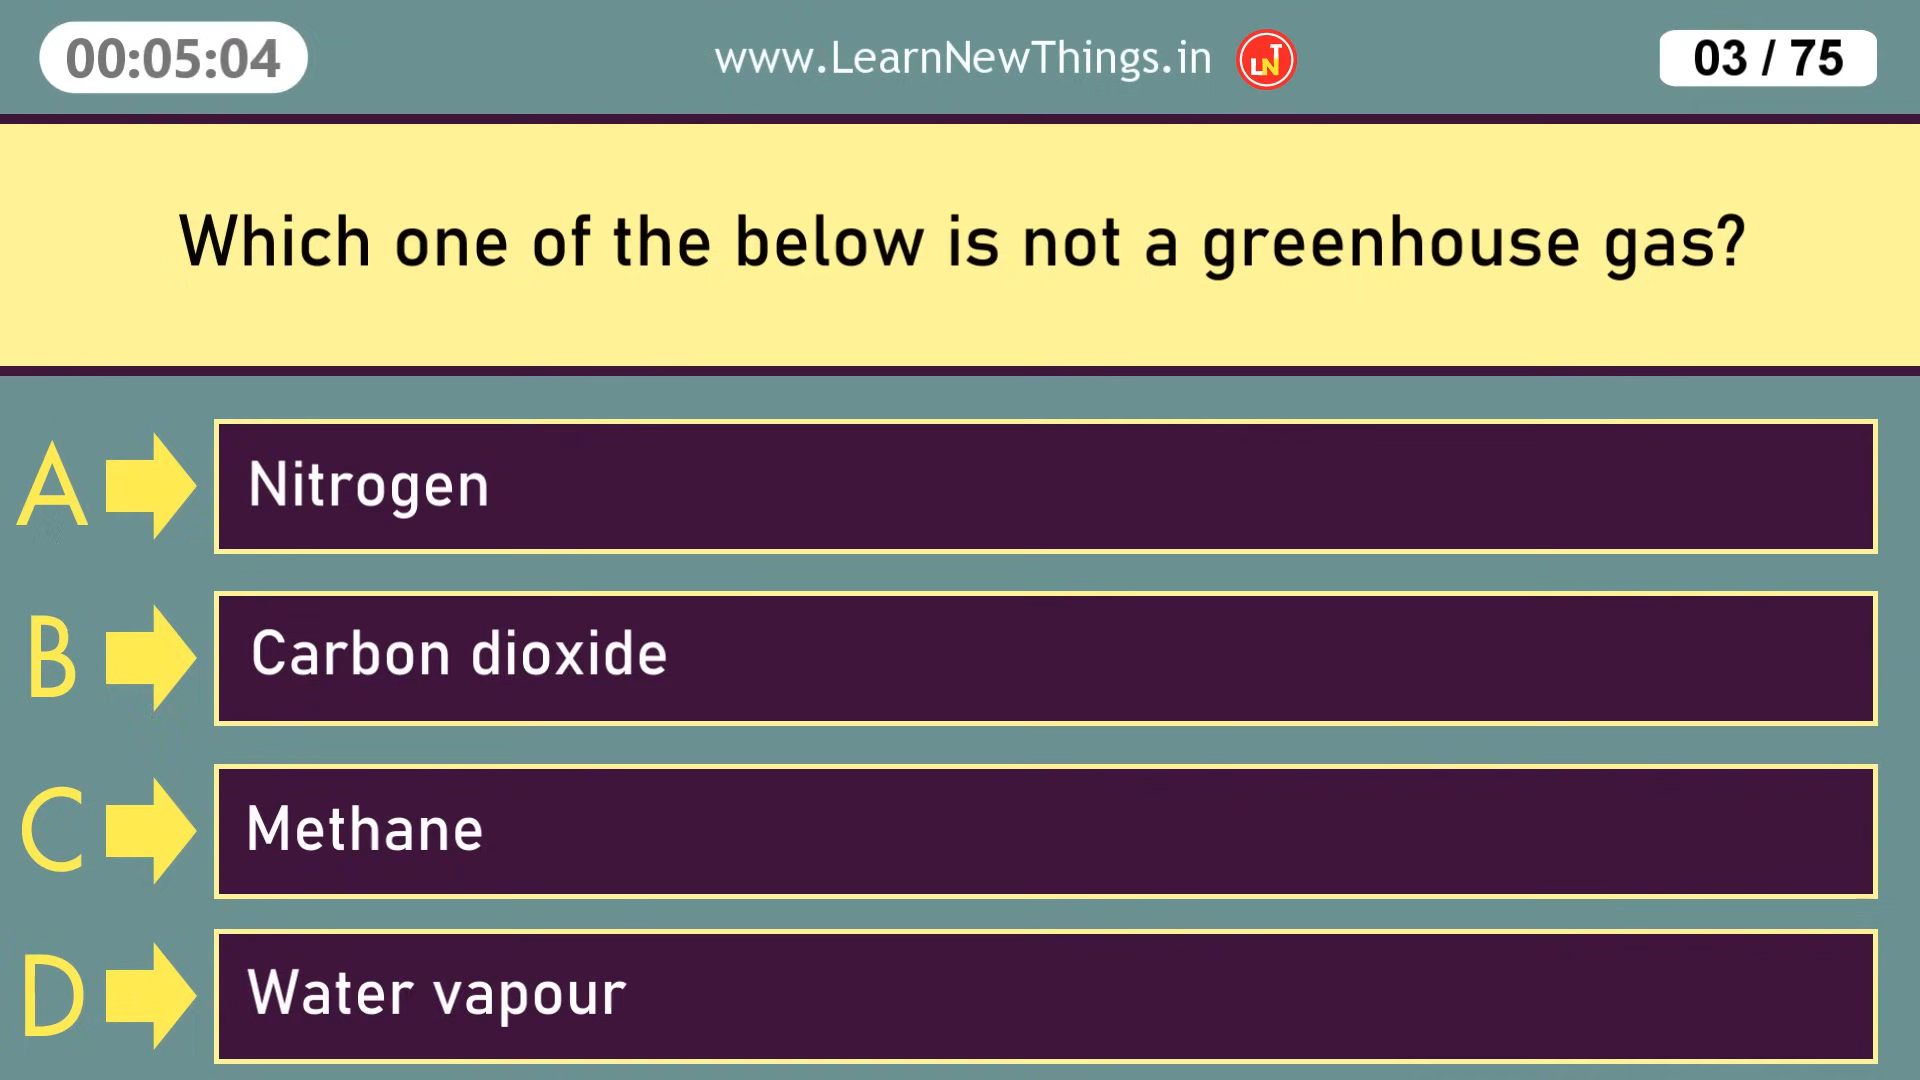 00:05:04
www.LearnNewThings.in
LNT
03 / 75
Which one of the below is not a greenhouse gas?
A
Nitrogen
B
Carbon dioxide
C
Methane
D
Water vapour